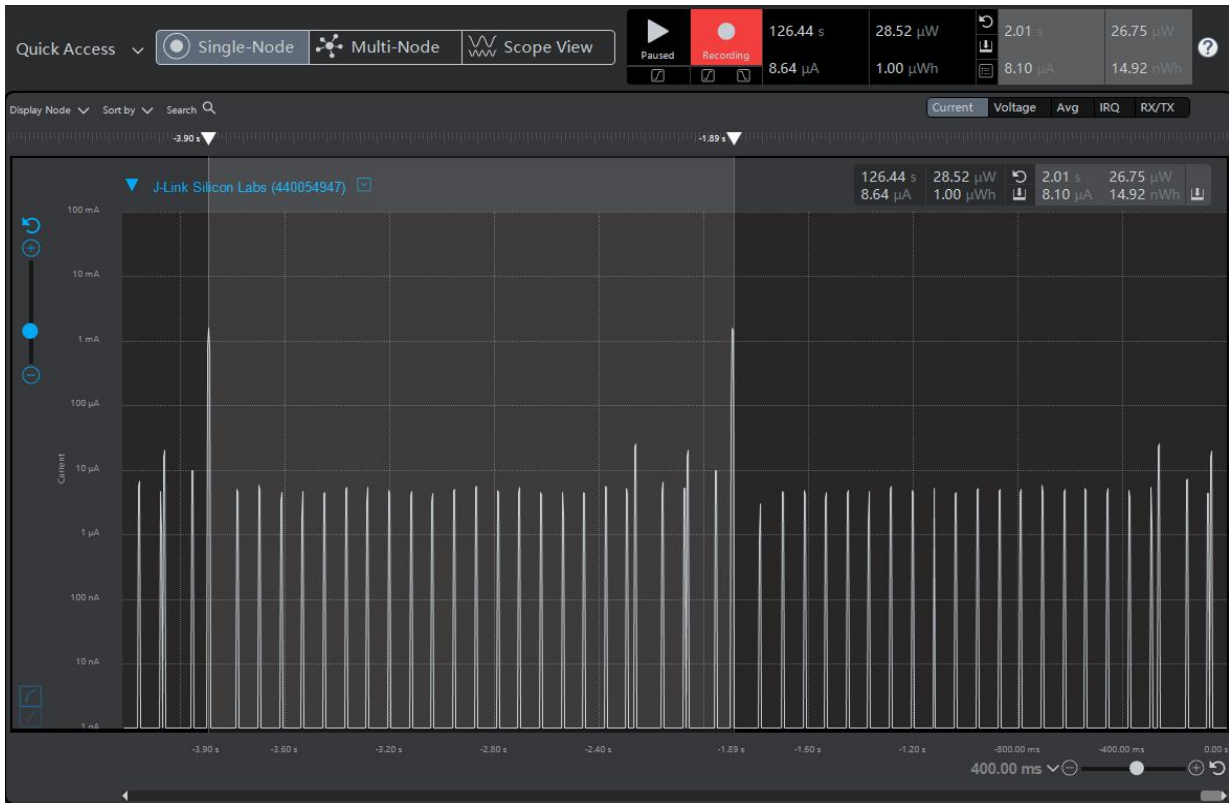 Quick Access
Single-Node
Multi-Node
Scope View
Paused
Recording
126.44 s
28.52 µW
8.64 µA
1.00 µWh
2.01 s
26.75 µW
8.10 µA
14.92 nWh
?
Display Node
Sort by
Search
Current
Voltage
Avg
IRQ
RX/TX
-3.90 s
-1.89 s
J-Link Silicon Labs (440054947)
126.44 s
28.52 µW
2.01 s
26.75 µW
8.64 µA
1.00 µWh
8.10 µA
14.92 nWh
100 mA
10 mA
1 mA
100 µA
10 µA
1 µA
100 nA
10 nA
1 nA
Current
-3.90 s
-3.60 s
-3.20 s
-2.80 s
-2.40 s
-1.89 s
-1.60 s
-1.20 s
-800.00 ms
-400.00 ms
0.00 s
400.00 ms